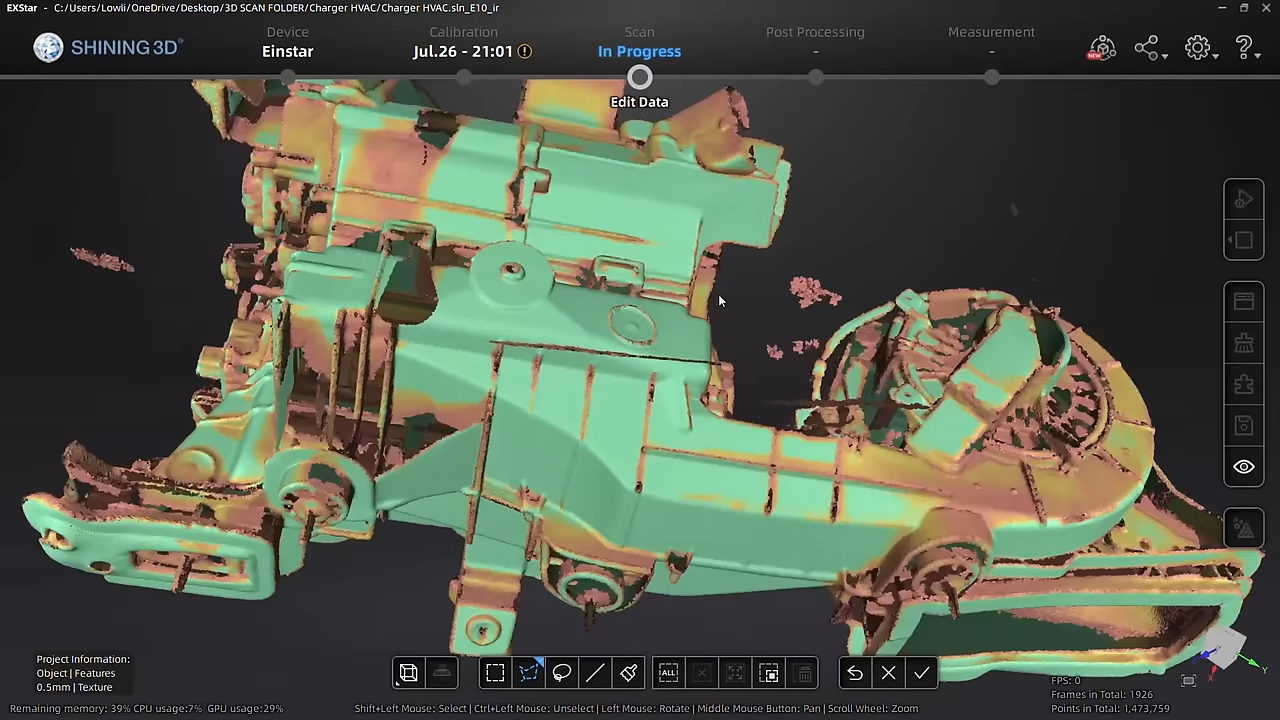 EXStar - C:/Users/Lowli/OneDrive/Desktop/3D SCAN FOLDER/Charger HVAC/Charger HVAC.sln_E10_ir
SHINING 3D®
Device
Einstar
Calibration
Jul.26 - 21:01
Scan
In Progress
Post Processing
-
Measurement
-
NEW
Edit Data
Project Information:
Object | Features
0.5mm | Texture
ALL
Y
X
FPS: 0
Frames in Total: 1926
Points in Total: 1,473,759
Remaining memory: 39% CPU usage:7% GPU usage:29%
Shift+Left Mouse: Select | Ctrl+Left Mouse: Unselect | Left Mouse: Rotate | Middle Mouse Button: Pan | Scroll Wheel: Zoom